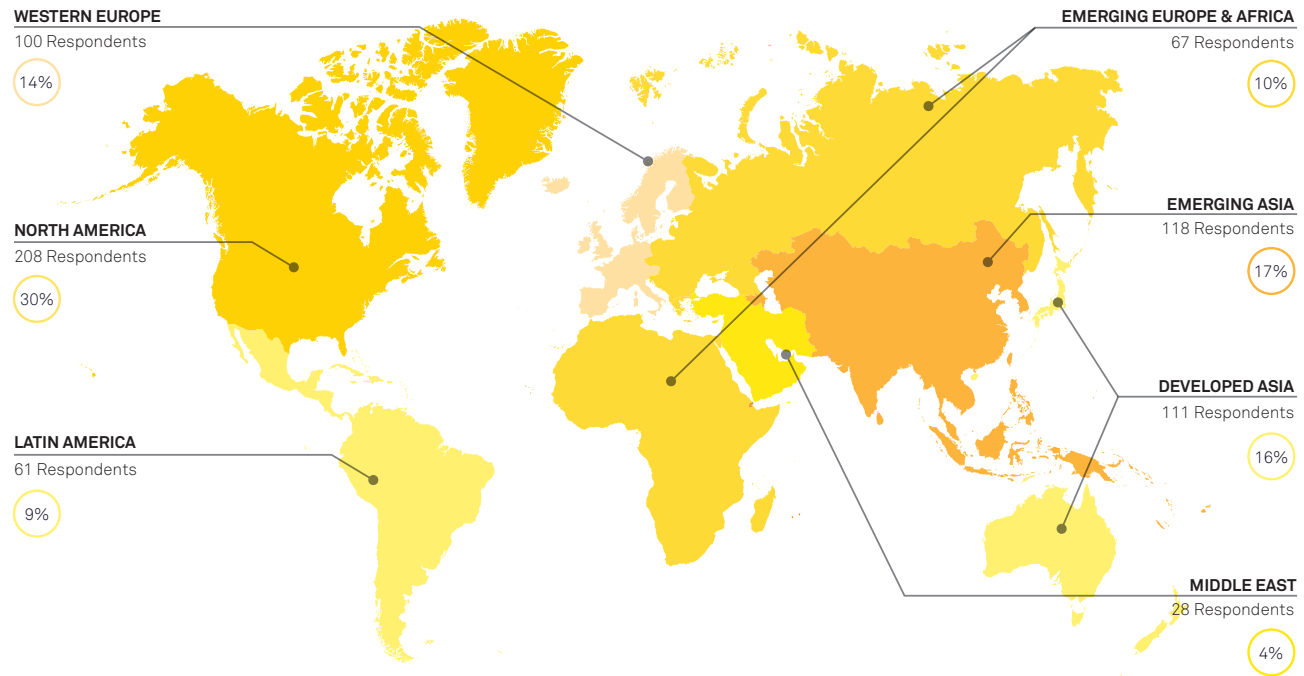 WESTERN EUROPE
100 Respondents
14%
EMERGING EUROPE & AFRICA
67 Respondents
10%
NORTH AMERICA
208 Respondents
30%
EMERGING ASIA
118 Respondents
17%
DEVELOPED ASIA
111 Respondents
16%
LATIN AMERICA
61 Respondents
9%
MIDDLE EAST
28 Respondents
4%